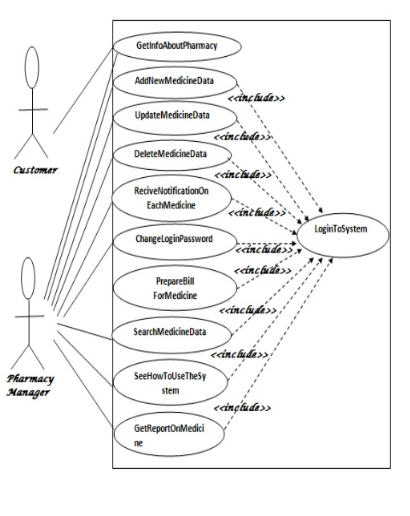 GetInfoAboutPharmacy
AddNewMedicineData
<<include>>
UpdateMedicineData
<<include>>
DeleteMedicineData
<<include>>
Customer
ReciveNotificationOn
EachMedicine
<<include>>
LoginToSystem
ChangeLoginPassword
<<include>>
<<include>>
PrepareBill
ForMedicine
<<include>>
SearchMedicineData
<<include>>
Pharmacy
Manager
SeeHowToUseTheSy
stem
<<include>>
GetReportOnMedici
ne